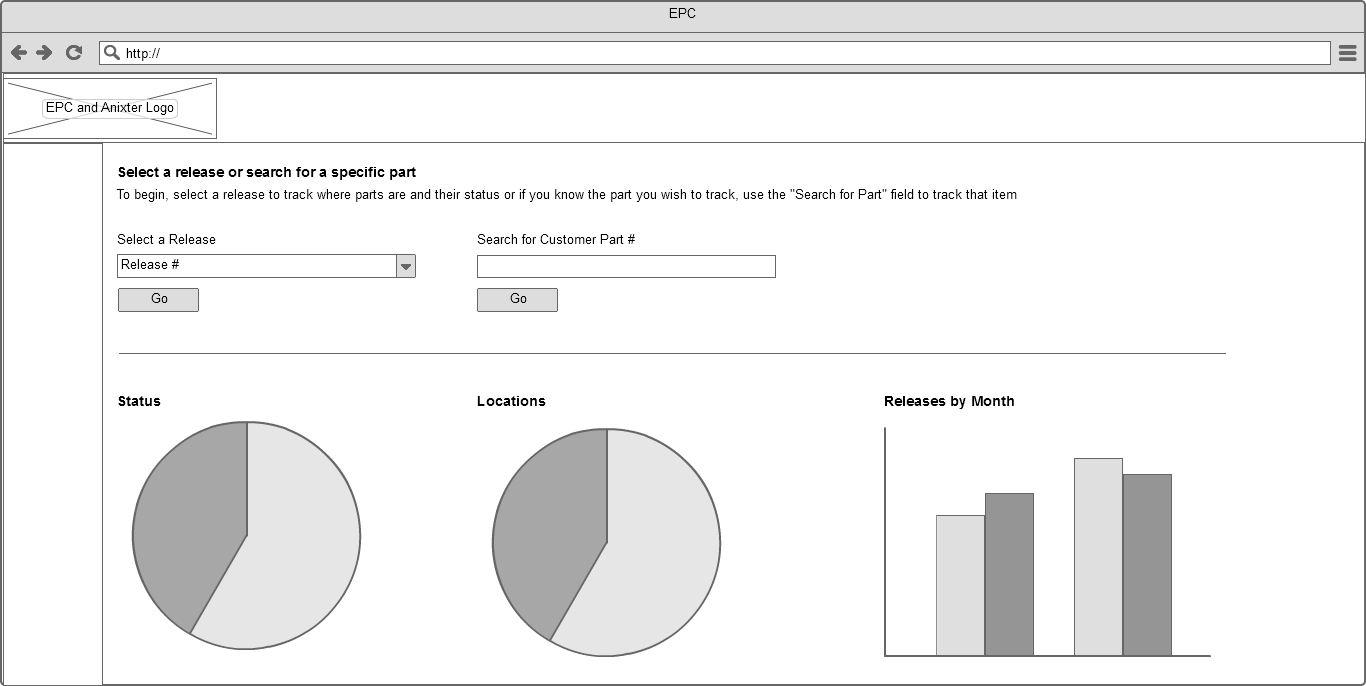 EPC
http://
EPC and Anixter Logo
Select a release or search for a specific part
To begin, select a release to track where parts are and their status or if you know the part you wish to track, use the "Search for Part" field to track that item
Select a Release
Search for Customer Part #
Release #
Go
Go
Status
Locations
Releases by Month